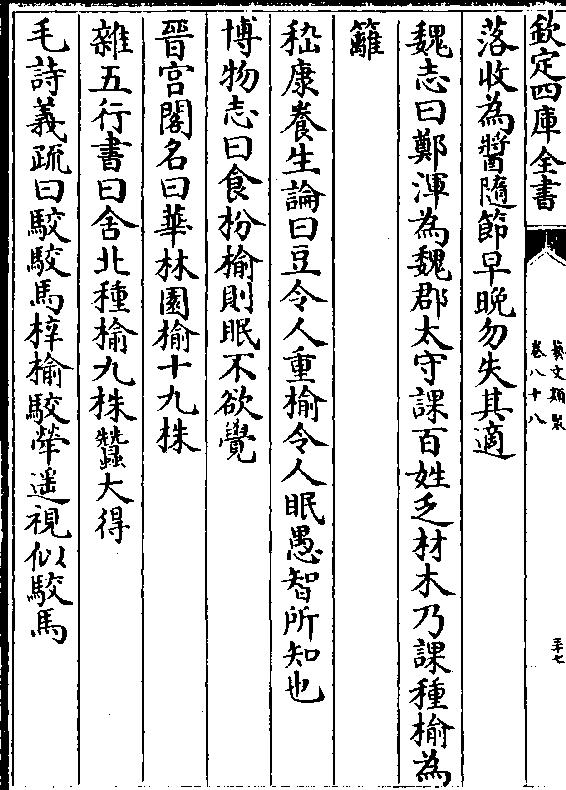 欽定四庫全書
藝文類聚
卷八十八
三十七
落收為醬隨節早晚勿失其適
魏志曰鄭渾為魏郡太守課百姓乏材木乃課種榆為
籬
嵇康養生論曰豆令人重榆令人眠愚智所知也
博物志曰食枌榆則眠不欲覺
晉宮閣名曰華林園榆十九株
雜五行書曰舍北種榆九株蠶大得
毛詩義疏曰駮駮馬梓榆駮犖遥視似駮馬